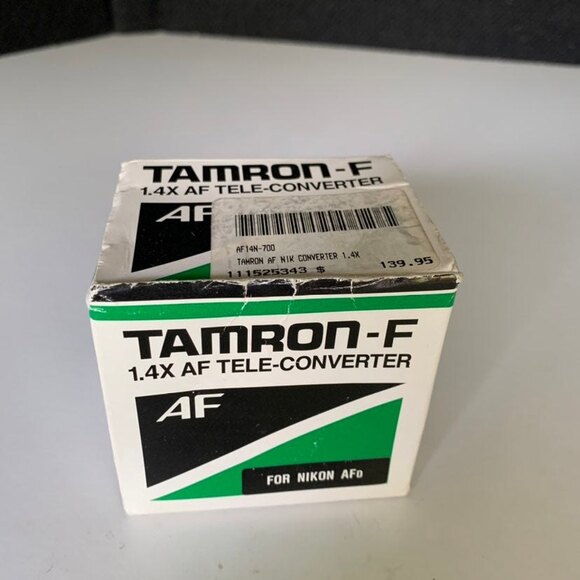 TAMRON-F
1.4X AF TELE-CONVERTER
AF
AF14N-700
TAMRON AF NIK CONVERTER 1.4X
111525343 $ 139.95
TAMRON-F
1.4X AF TELE-CONVERTER
AF
FOR NIKON AFD